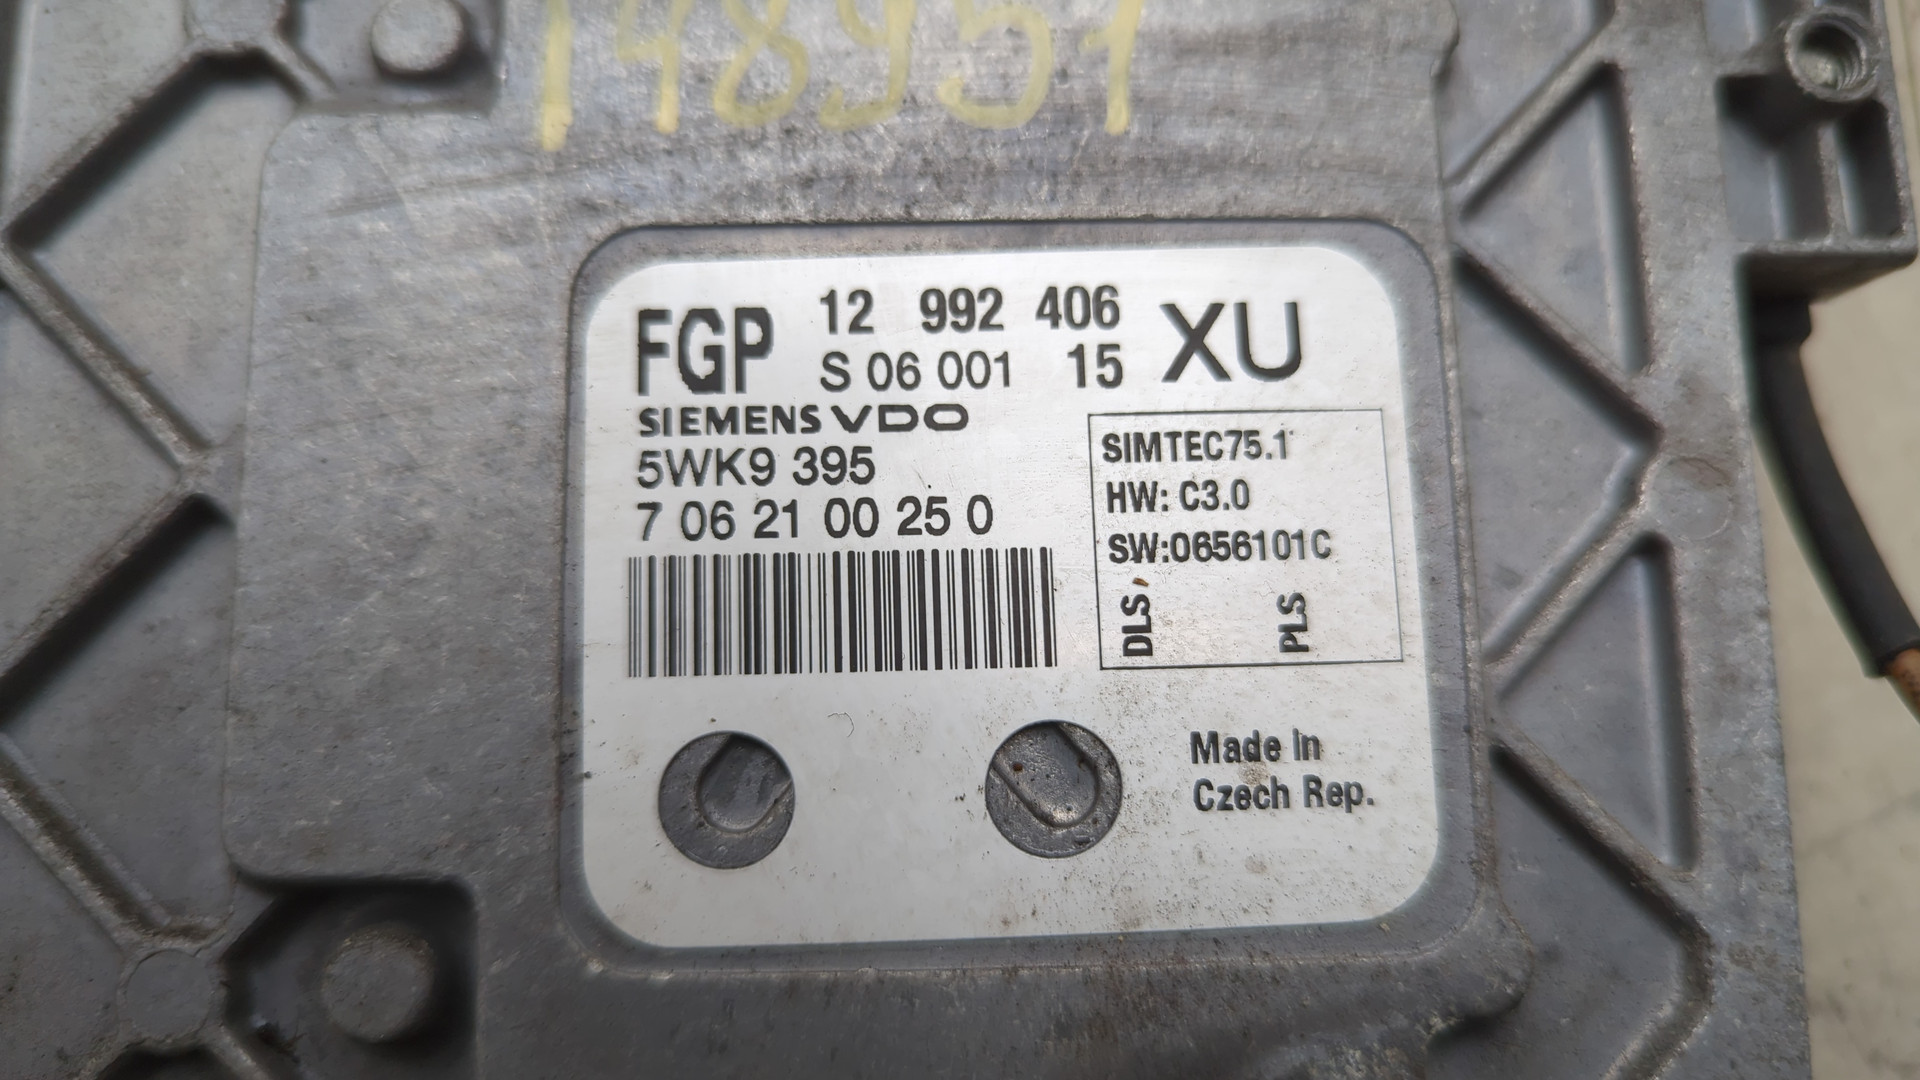 148951
FGP 12 992 406 XU
S 06 001 15
SIEMENS VDO
5WK9 395
7 06 21 00 25 0
SIMTEC75.1
HW: C3.0
SW:0656101C
DLS PLS
Made In
Czech Rep.